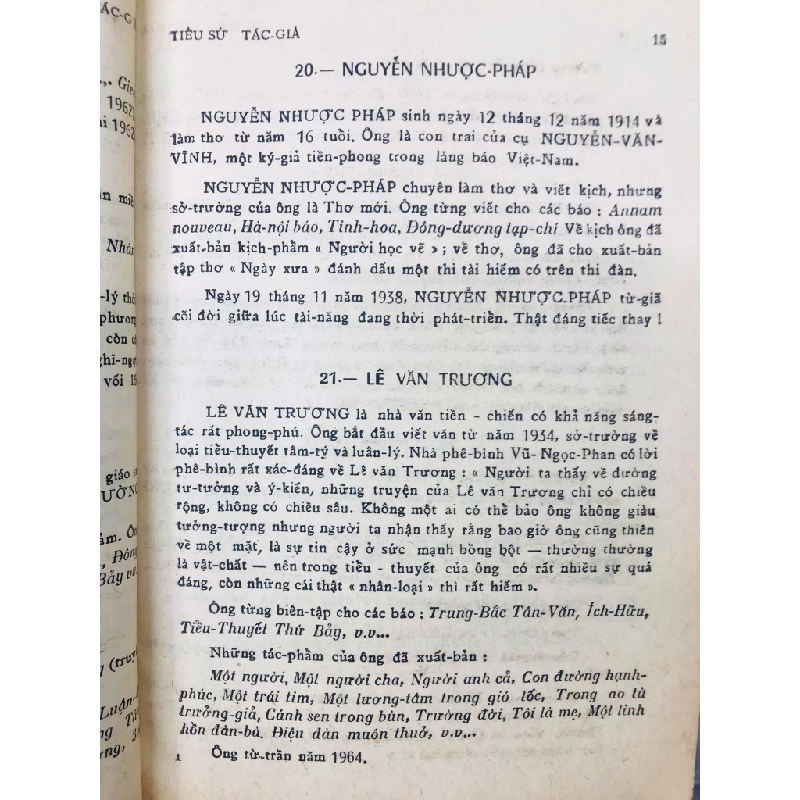 TIỂU SỬ TÁC-GIẢ 15
20.— NGUYỄN NHƯỢC-PHÁP
NGUYỄN NHƯỢC PHÁP sinh ngày 12 tháng 12 năm 1914 và
làm thơ từ năm 16 tuổi. Ông là con trai của cụ NGUYỄN-VĂN-
VĨNH, một ký-giả tiền-phong trong làng báo Việt-Nam.
NGUYỄN NHƯỢC-PHÁP chuyên làm thơ và viết kịch, nhưng
sở-trường của ông là Thơ mới. Ông từng viết cho các báo : Annam
nouveau, Hà-nội báo, Tinh-hoa, Đông-dương tạp-chí. Về kịch ông đã
xuất-bản kịch-phẩm « Người học vẽ » ; về thơ, ông đã cho xuất-bản
tập thơ « Ngày xưa » đánh dấu một thi tài hiếm có trên thi đàn.
Ngày 19 tháng 11 năm 1938, NGUYỄN NHƯỢC.PHÁP từ-giã
cõi đời giữa lúc tài-năng đang thời phát-triển. Thật đáng tiếc thay !
21.— LÊ VĂN TRƯƠNG
LÊ VĂN TRƯƠNG là nhà văn tiền - chiến có khả năng sáng-
tác rất phong-phú. Ông bắt đầu viết văn từ năm 1934, sở-trường về
loại tiểu-thuyết tâm-lý và luân-lý. Nhà phê-bình Vũ- Ngọc-Phan có lời
phê-bình rất xác-đáng về Lê văn Trương : « Người ta thấy về đường
tư-tưởng và ý-kiến, những truyện của Lê văn Trương chỉ có chiều
rộng, không có chiều sâu. Không một ai có thể bảo ông không giàu
tưởng-tượng nhưng người ta nhận thấy rằng bao giờ ông cũng thiên
về một mặt, là sự tin cậy ở sức mạnh bồng bột — thường thường
là vật-chất — nên trong tiểu - thuyết của ông có rất nhiều sự quá
đáng, còn những cái thật « nhân-loại » thì rất hiếm ».
Ông từng biên-tập cho các báo : Trung-Bắc Tân-Văn, Ích-Hữu,
Tiểu-Thuyết Thứ Bảy, v.v...
Những tác-phẩm của ông đã xuất-bản :
Một người, Một người cha, Người anh cả, Con đường hạnh-
phúc, Một trái tim, Một lương-tâm trong gió lốc, Trong ao tù
trưởng-giả, Cánh sen trong bùn, Trường đời, Tôi là mẹ, Một linh
hồn đàn-bà, Điệu đàn muôn thuở, v.v...
Ông từ-trần năm 1964.